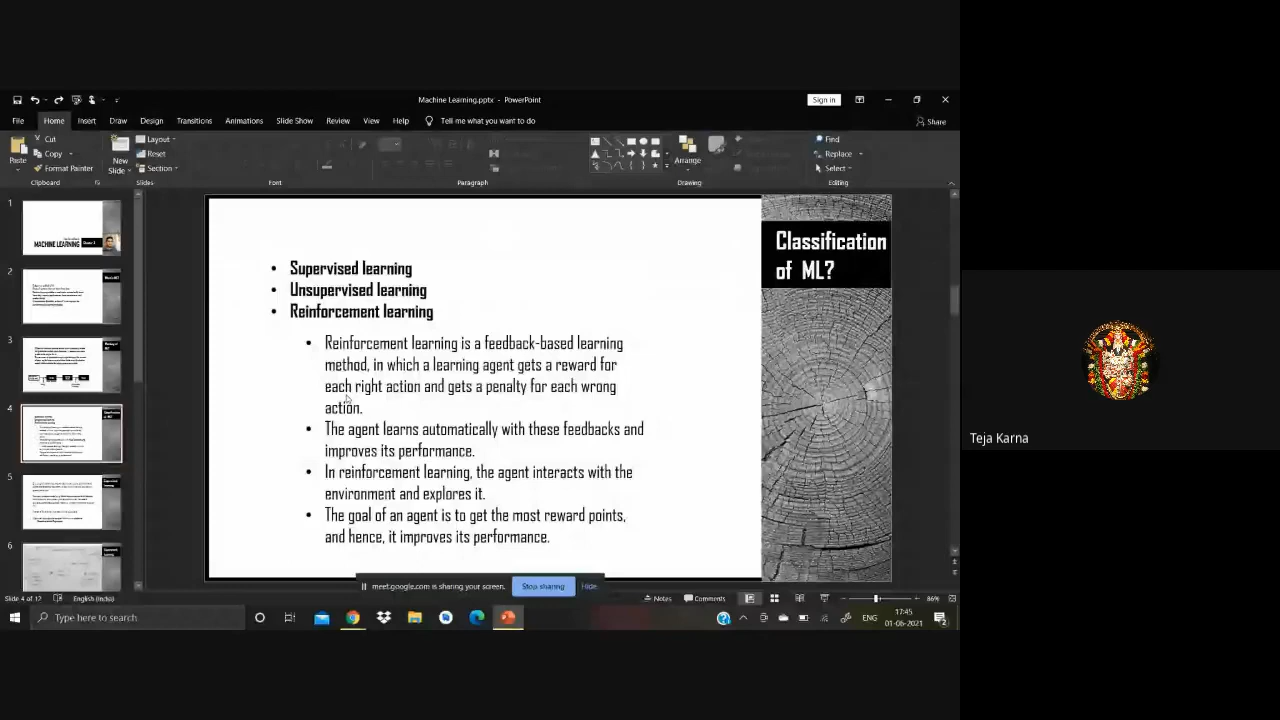 Machine Learning.pptx - PowerPoint
Sign in
File Home Insert Draw Design Transitions Animations Slide Show Review View Help Tell me what you want to do
Share
Paste
Cut
Copy
Format Painter
New
Slide
Layout
Reset
Section
Arrange
Find
Replace
Select
Clipboard Slides Font Paragraph Drawing Editing
1
MACHINE LEARNING
2
3
4
5
6
Classification
of ML?
• Supervised learning
• Unsupervised learning
• Reinforcement learning
• Reinforcement learning is a feedback-based learning
method, in which a learning agent gets a reward for
each right action and gets a penalty for each wrong
action.
• The agent learns automatically with these feedbacks and
improves its performance.
• In reinforcement learning, the agent interacts with the
environment and explores it.
• The goal of an agent is to get the most reward points,
and hence, it improves its performance.
Teja Karna
meet.google.com is sharing your screen.
Stop sharing
Hide
Slide 4 of 12 English (India)
Notes Comments
86%
Type here to search
ENG
17:45
01-06-2021